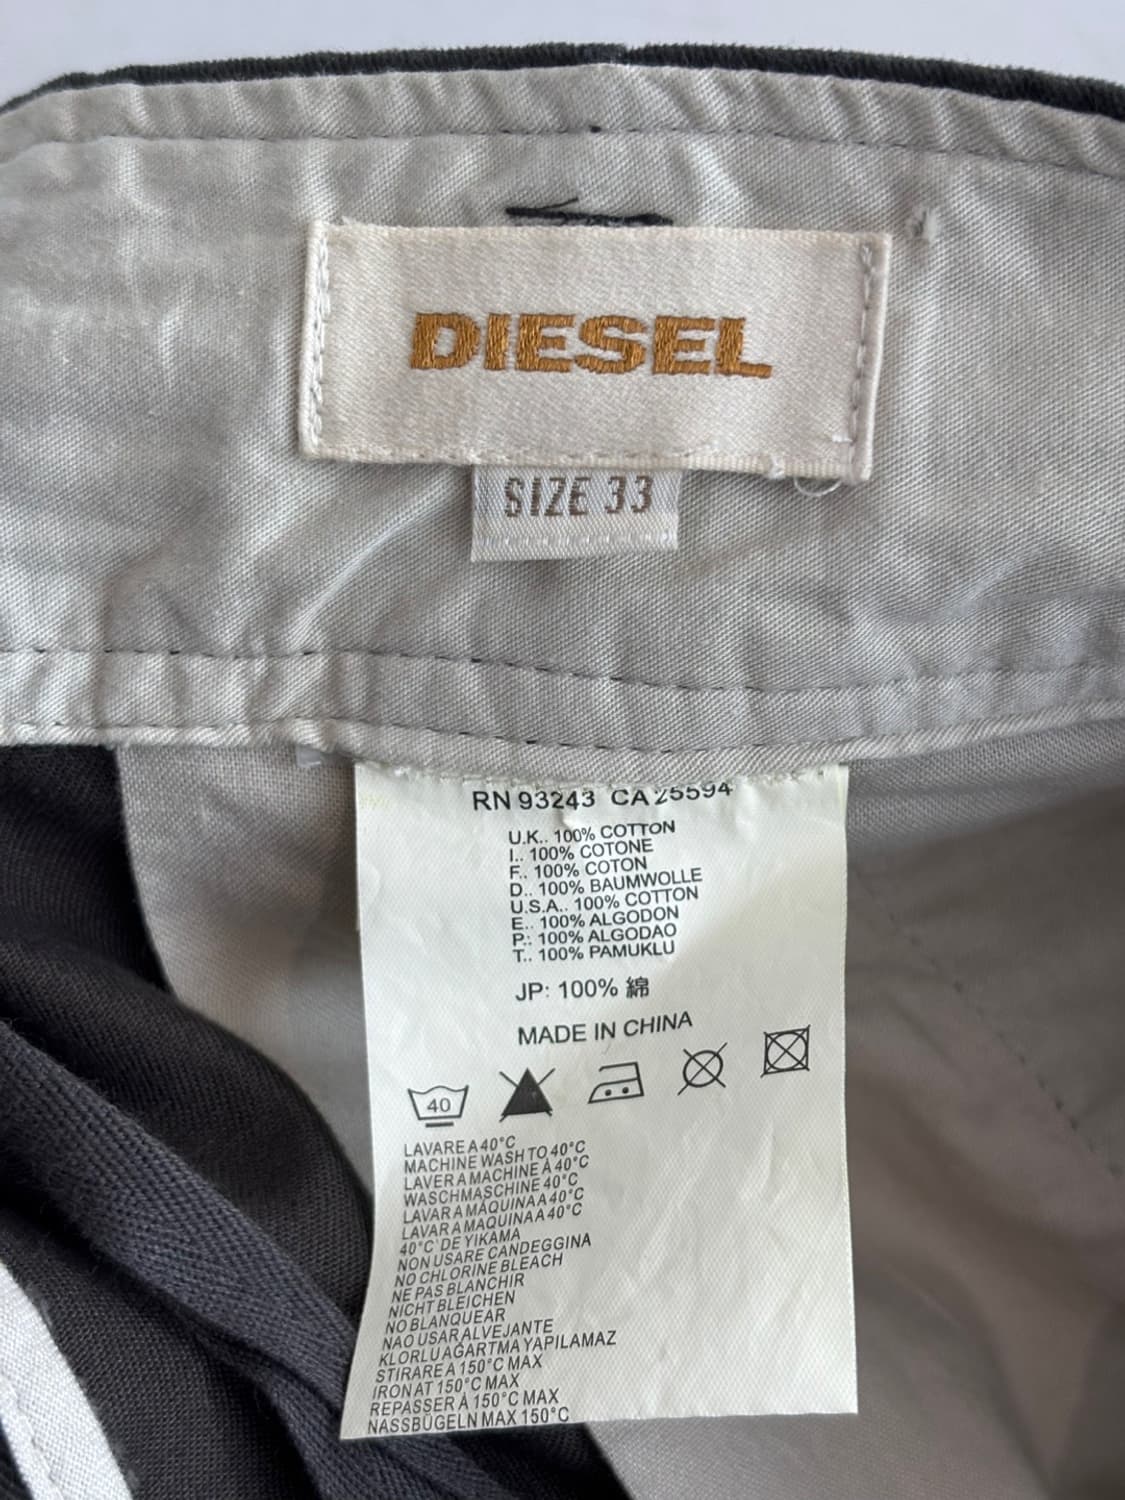 DIESEL
SIZE 33
RN 93243 CA 25594
U.K.. 100% COTTON
I.. 100% COTONE
F.. 100% COTON
D.. 100% BAUMWOLLE
U.S.A.. 100% COTTON
E.. 100% ALGODON
P.: 100% ALGODAO
T.. 100% PAMUKLU
JP: 100% 綿
MADE IN CHINA
40
LAVARE A 40°C
MACHINE WASH TO 40°C
LAVER A MACHINE À 40°C
WASCHMASCHINE 40°C
LAVAR A MÁQUINA A 40°C
LAVAR A MAQUINA A 40°C
40°C' DE YIKAMA
NON USARE CANDEGGINA
NO CHLORINE BLEACH
NE PAS BLANCHIR
NICHT BLEICHEN
NO BLANQUEAR
NAO USAR ALVEJANTE
KLORLU AĞARTMA YAPILAMAZ
STIRARE A 150°C MAX
IRON AT 150°C MAX
REPASSER À 150°C MAX
NASSBÜGELN MAX 150°C